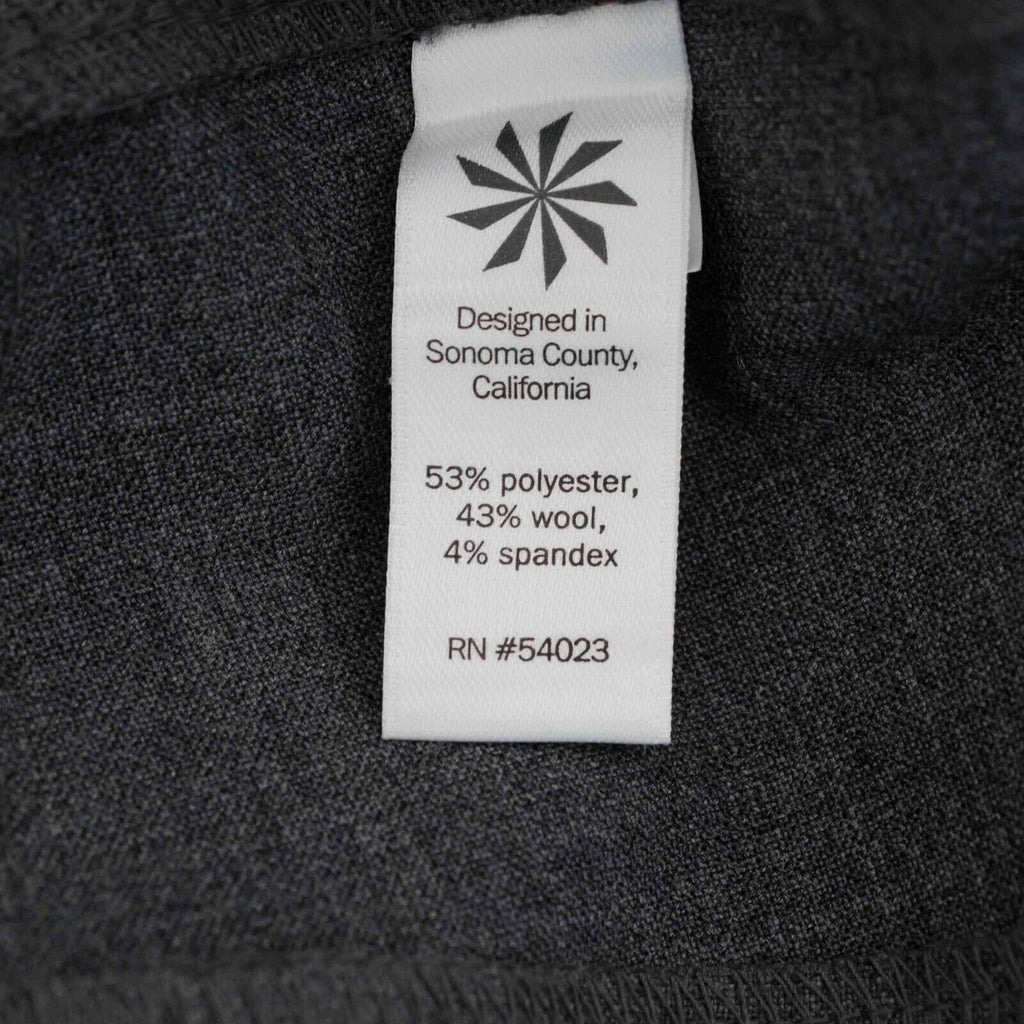 Designed in
Sonoma County,
California
53% polyester,
43% wool,
4% spandex
RN #54023